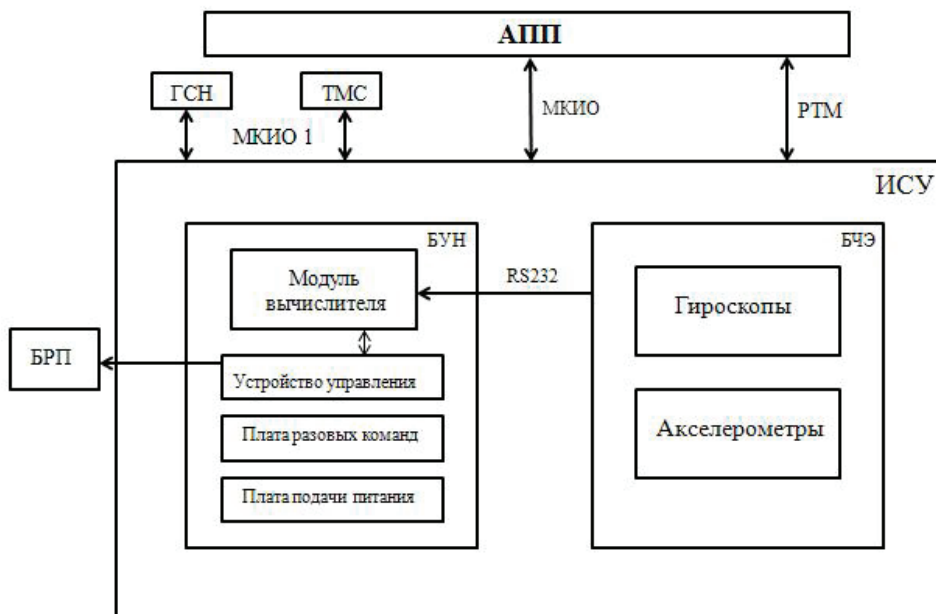 АПП
ГСН
ТМС
МКИО
РТМ
МКИО 1
ИСУ
БУН
БЧЭ
Модуль
вычислителя
RS232
Гироскопы
БРП
Устройство управления
Плата разовых команд
Акселерометры
Плата подачи питания